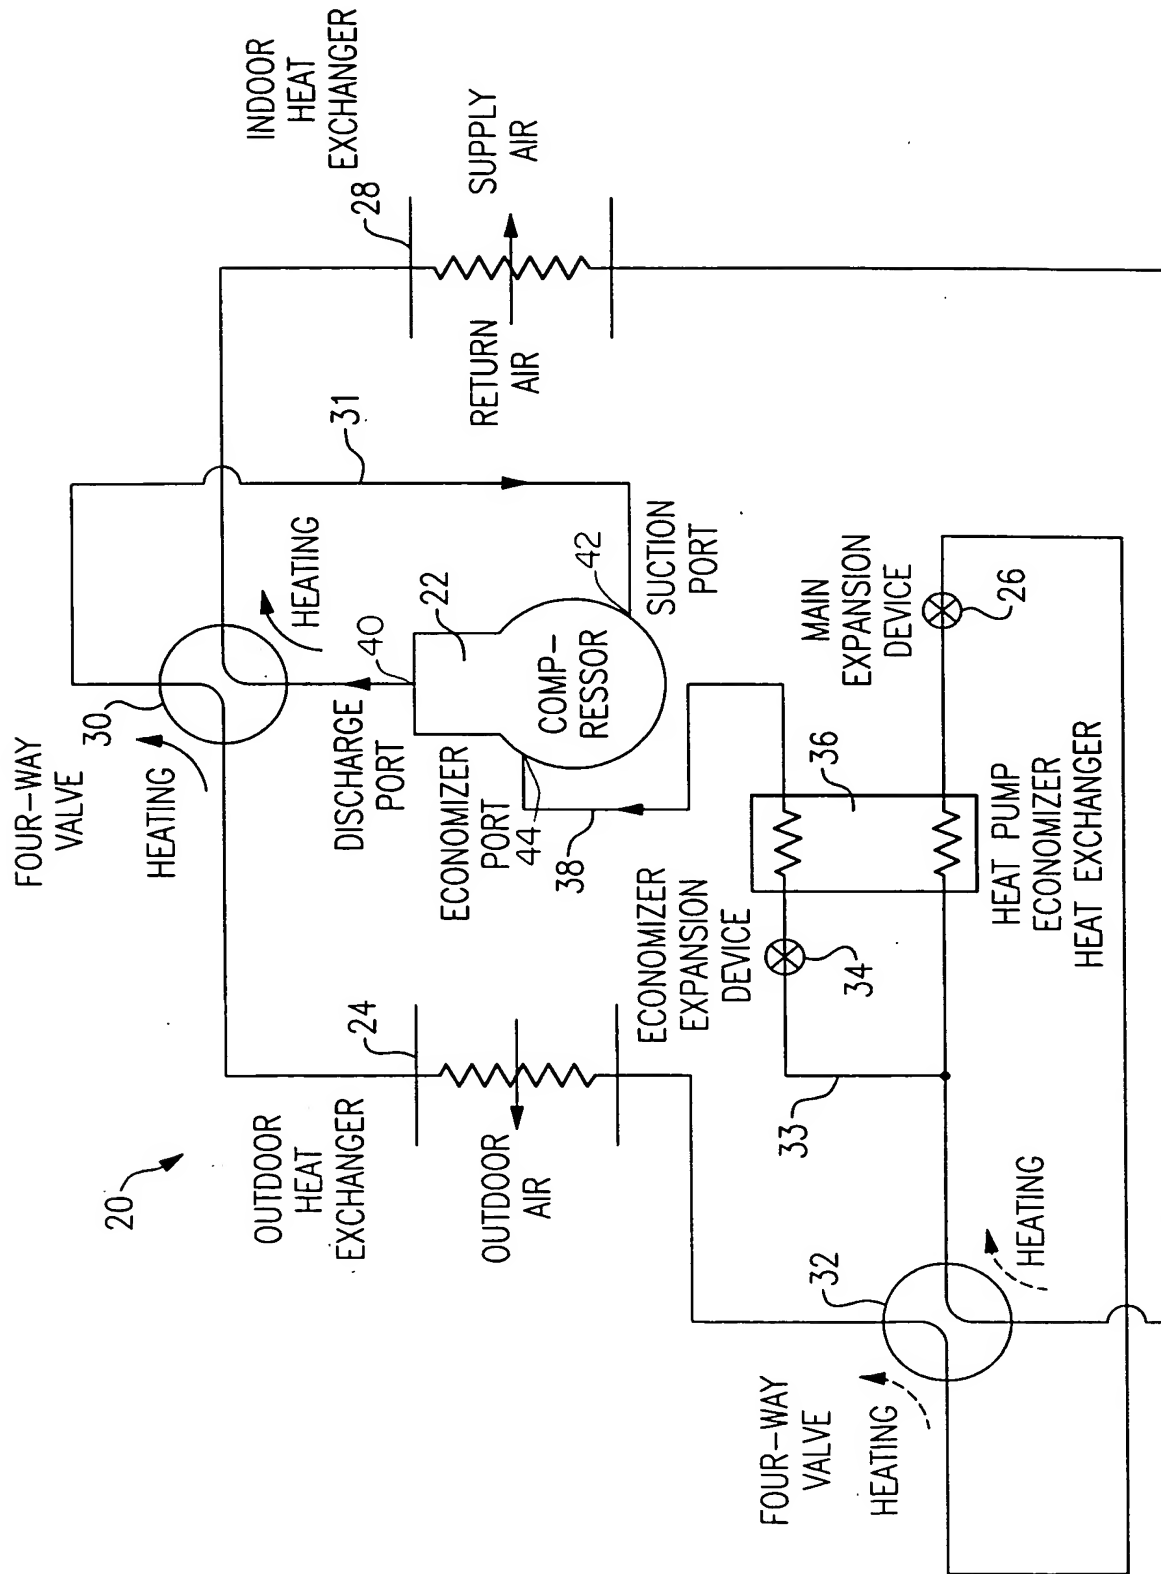 20
FOUR-WAY
VALVE
30
HEATING
HEATING
31
INDOOR
HEAT
EXCHANGER
28
RETURN
AIR
SUPPLY
AIR
OUTDOOR
HEAT
EXCHANGER
24
OUTDOOR
AIR
DISCHARGE
PORT
40
22
ECONOMIZER
PORT
44
COMP-
RESSOR
42
SUCTION
PORT
38
ECONOMIZER
EXPANSION
DEVICE
34
33
36
MAIN
EXPANSION
DEVICE
26
HEAT PUMP
ECONOMIZER
HEAT EXCHANGER
FOUR-WAY
VALVE
32
HEATING
HEATING